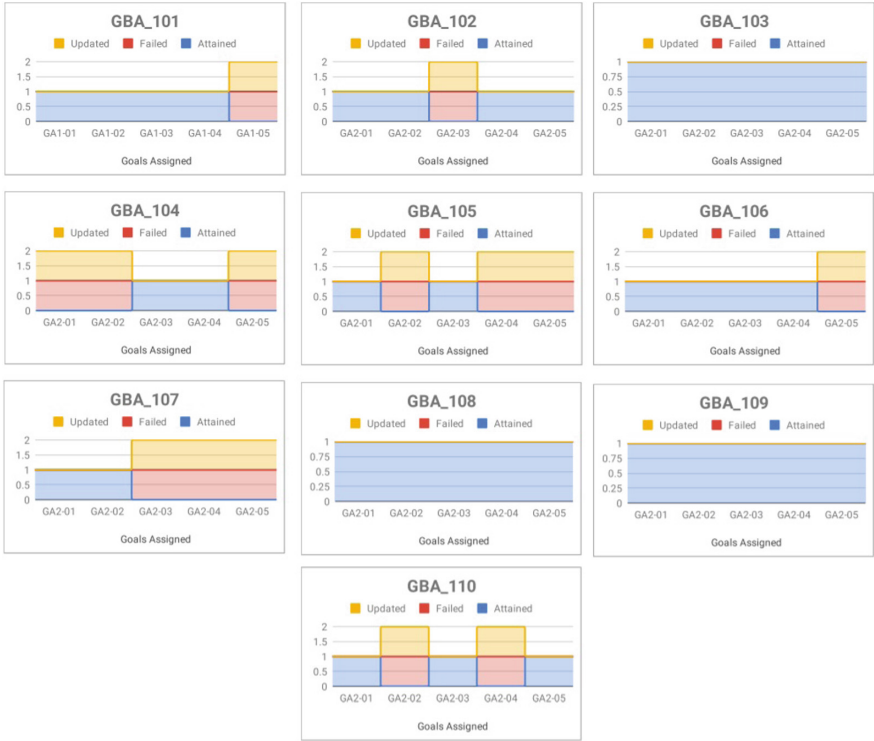 GBA_101
Updated Failed Attained
2
1.5
1
0.5
0
GA1-01 GA1-02 GA1-03 GA1-04 GA1-05
Goals Assigned
GBA_102
Updated Failed Attained
2
1.5
1
0.5
0
GA2-01 GA2-02 GA2-03 GA2-04 GA2-05
Goals Assigned
GBA_103
Updated Failed Attained
1
0.75
0.5
0.25
0
GA2-01 GA2-02 GA2-03 GA2-04 GA2-05
Goals Assigned
GBA_104
Updated Failed Attained
2
1.5
1
0.5
0
GA2-01 GA2-02 GA2-03 GA2-04 GA2-05
Goals Assigned
GBA_105
Updated Failed Attained
2
1.5
1
0.5
0
GA2-01 GA2-02 GA2-03 GA2-04 GA2-05
Goals Assigned
GBA_106
Updated Failed Attained
2
1.5
1
0.5
0
GA2-01 GA2-02 GA2-03 GA2-04 GA2-05
Goals Assigned
GBA_107
Updated Failed Attained
2
1.5
1
0.5
0
GA2-01 GA2-02 GA2-03 GA2-04 GA2-05
Goals Assigned
GBA_108
Updated Failed Attained
1
0.75
0.5
0.25
0
GA2-01 GA2-02 GA2-03 GA2-04 GA2-05
Goals Assigned
GBA_109
Updated Failed Attained
1
0.75
0.5
0.25
0
GA2-01 GA2-02 GA2-03 GA2-04 GA2-05
Goals Assigned
GBA_110
Updated Failed Attained
2
1.5
1
0.5
0
GA2-01 GA2-02 GA2-03 GA2-04 GA2-05
Goals Assigned